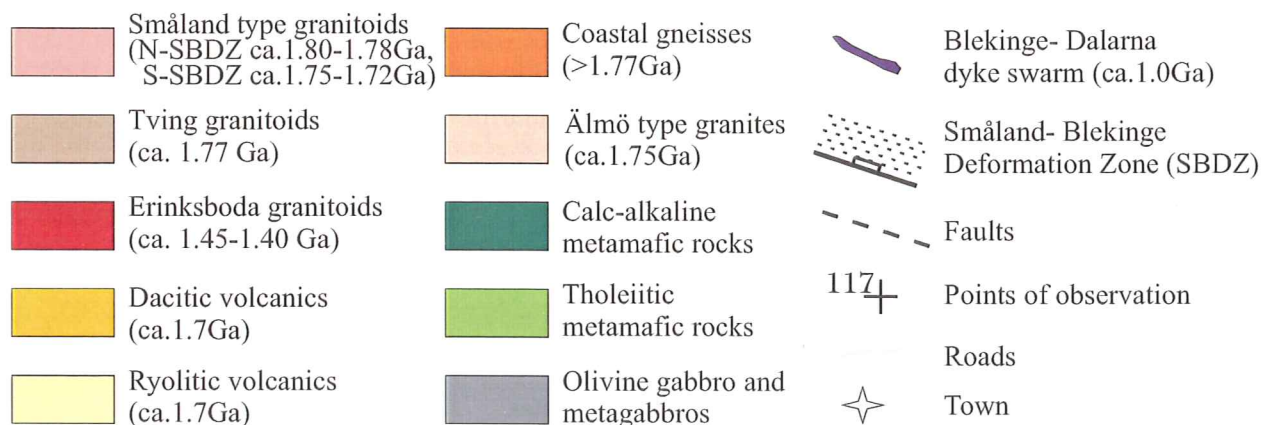 Småland type granitoids
(N-SBDZ ca.1.80-1.78Ga,
S-SBDZ ca.1.75-1.72Ga)
Tving granitoids
(ca. 1.77 Ga)
Erinksboda granitoids
(ca. 1.45-1.40 Ga)
Dacitic volcanics
(ca.1.7Ga)
Ryolitic volcanics
(ca.1.7Ga)
Coastal gneisses
(>1.77Ga)
Älmö type granites
(ca.1.75Ga)
Calc-alkaline
metamafic rocks
Tholeiitic
metamafic rocks
Olivine gabbro and
metagabbros
Blekinge- Dalarna
dyke swarm (ca.1.0Ga)
Småland- Blekinge
Deformation Zone (SBDZ)
Faults
117
Points of observation
Roads
Town